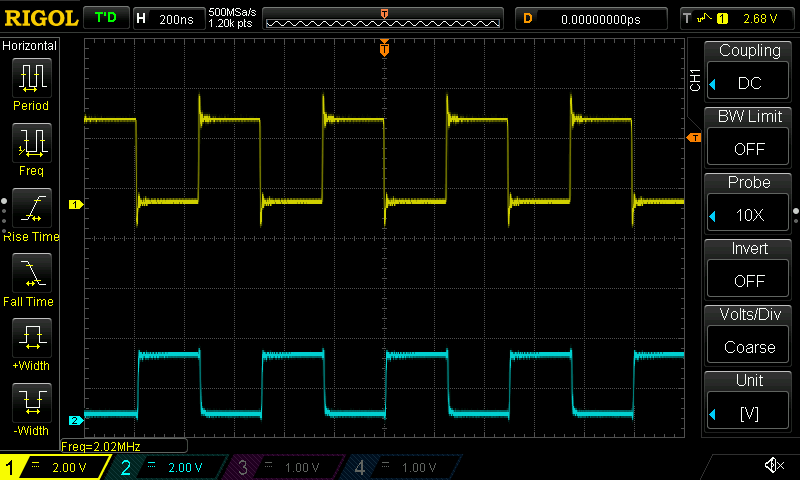 RIGOL T'D H 200ns 500MSa/s 1.20k pts T D 0.00000000ps T 1 2.68 V
Horizontal
Period
Freq
Rise Time
Fall Time
+Width
-Width
T
1
2
T
CH1
Coupling
DC
BW Limit
OFF
Probe
10X
Invert
OFF
Volts/Div
Coarse
Unit
[V]
Freq=2.02MHz
1 = 2.00 V 2 = 2.00 V 3 = 1.00 V 4 = 1.00 V